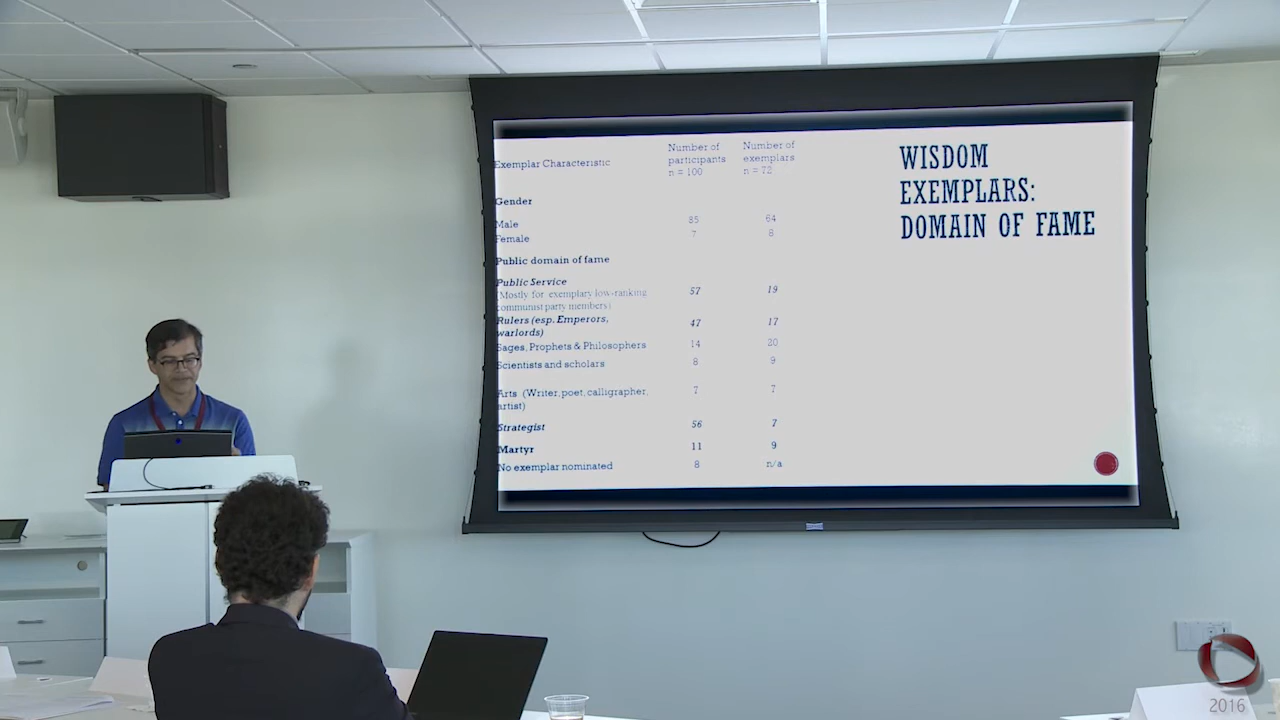 Exemplar Characteristic Number of participants n = 100 Number of exemplars n = 72
Gender
Male 85 64
Female 7 8
Public domain of fame
Public Service
(Mostly for exemplary low-ranking communist party members) 57 19
Rulers (esp. Emperors, warlords) 47 17
Sages, Prophets & Philosophers 14 20
Scientists and scholars 8 9
Arts (Writer, poet, calligrapher, artist) 7 7
Strategist 56 7
Martyr 11 9
No exemplar nominated 8 n/a
WISDOM
EXEMPLARS:
DOMAIN OF FAME
2016